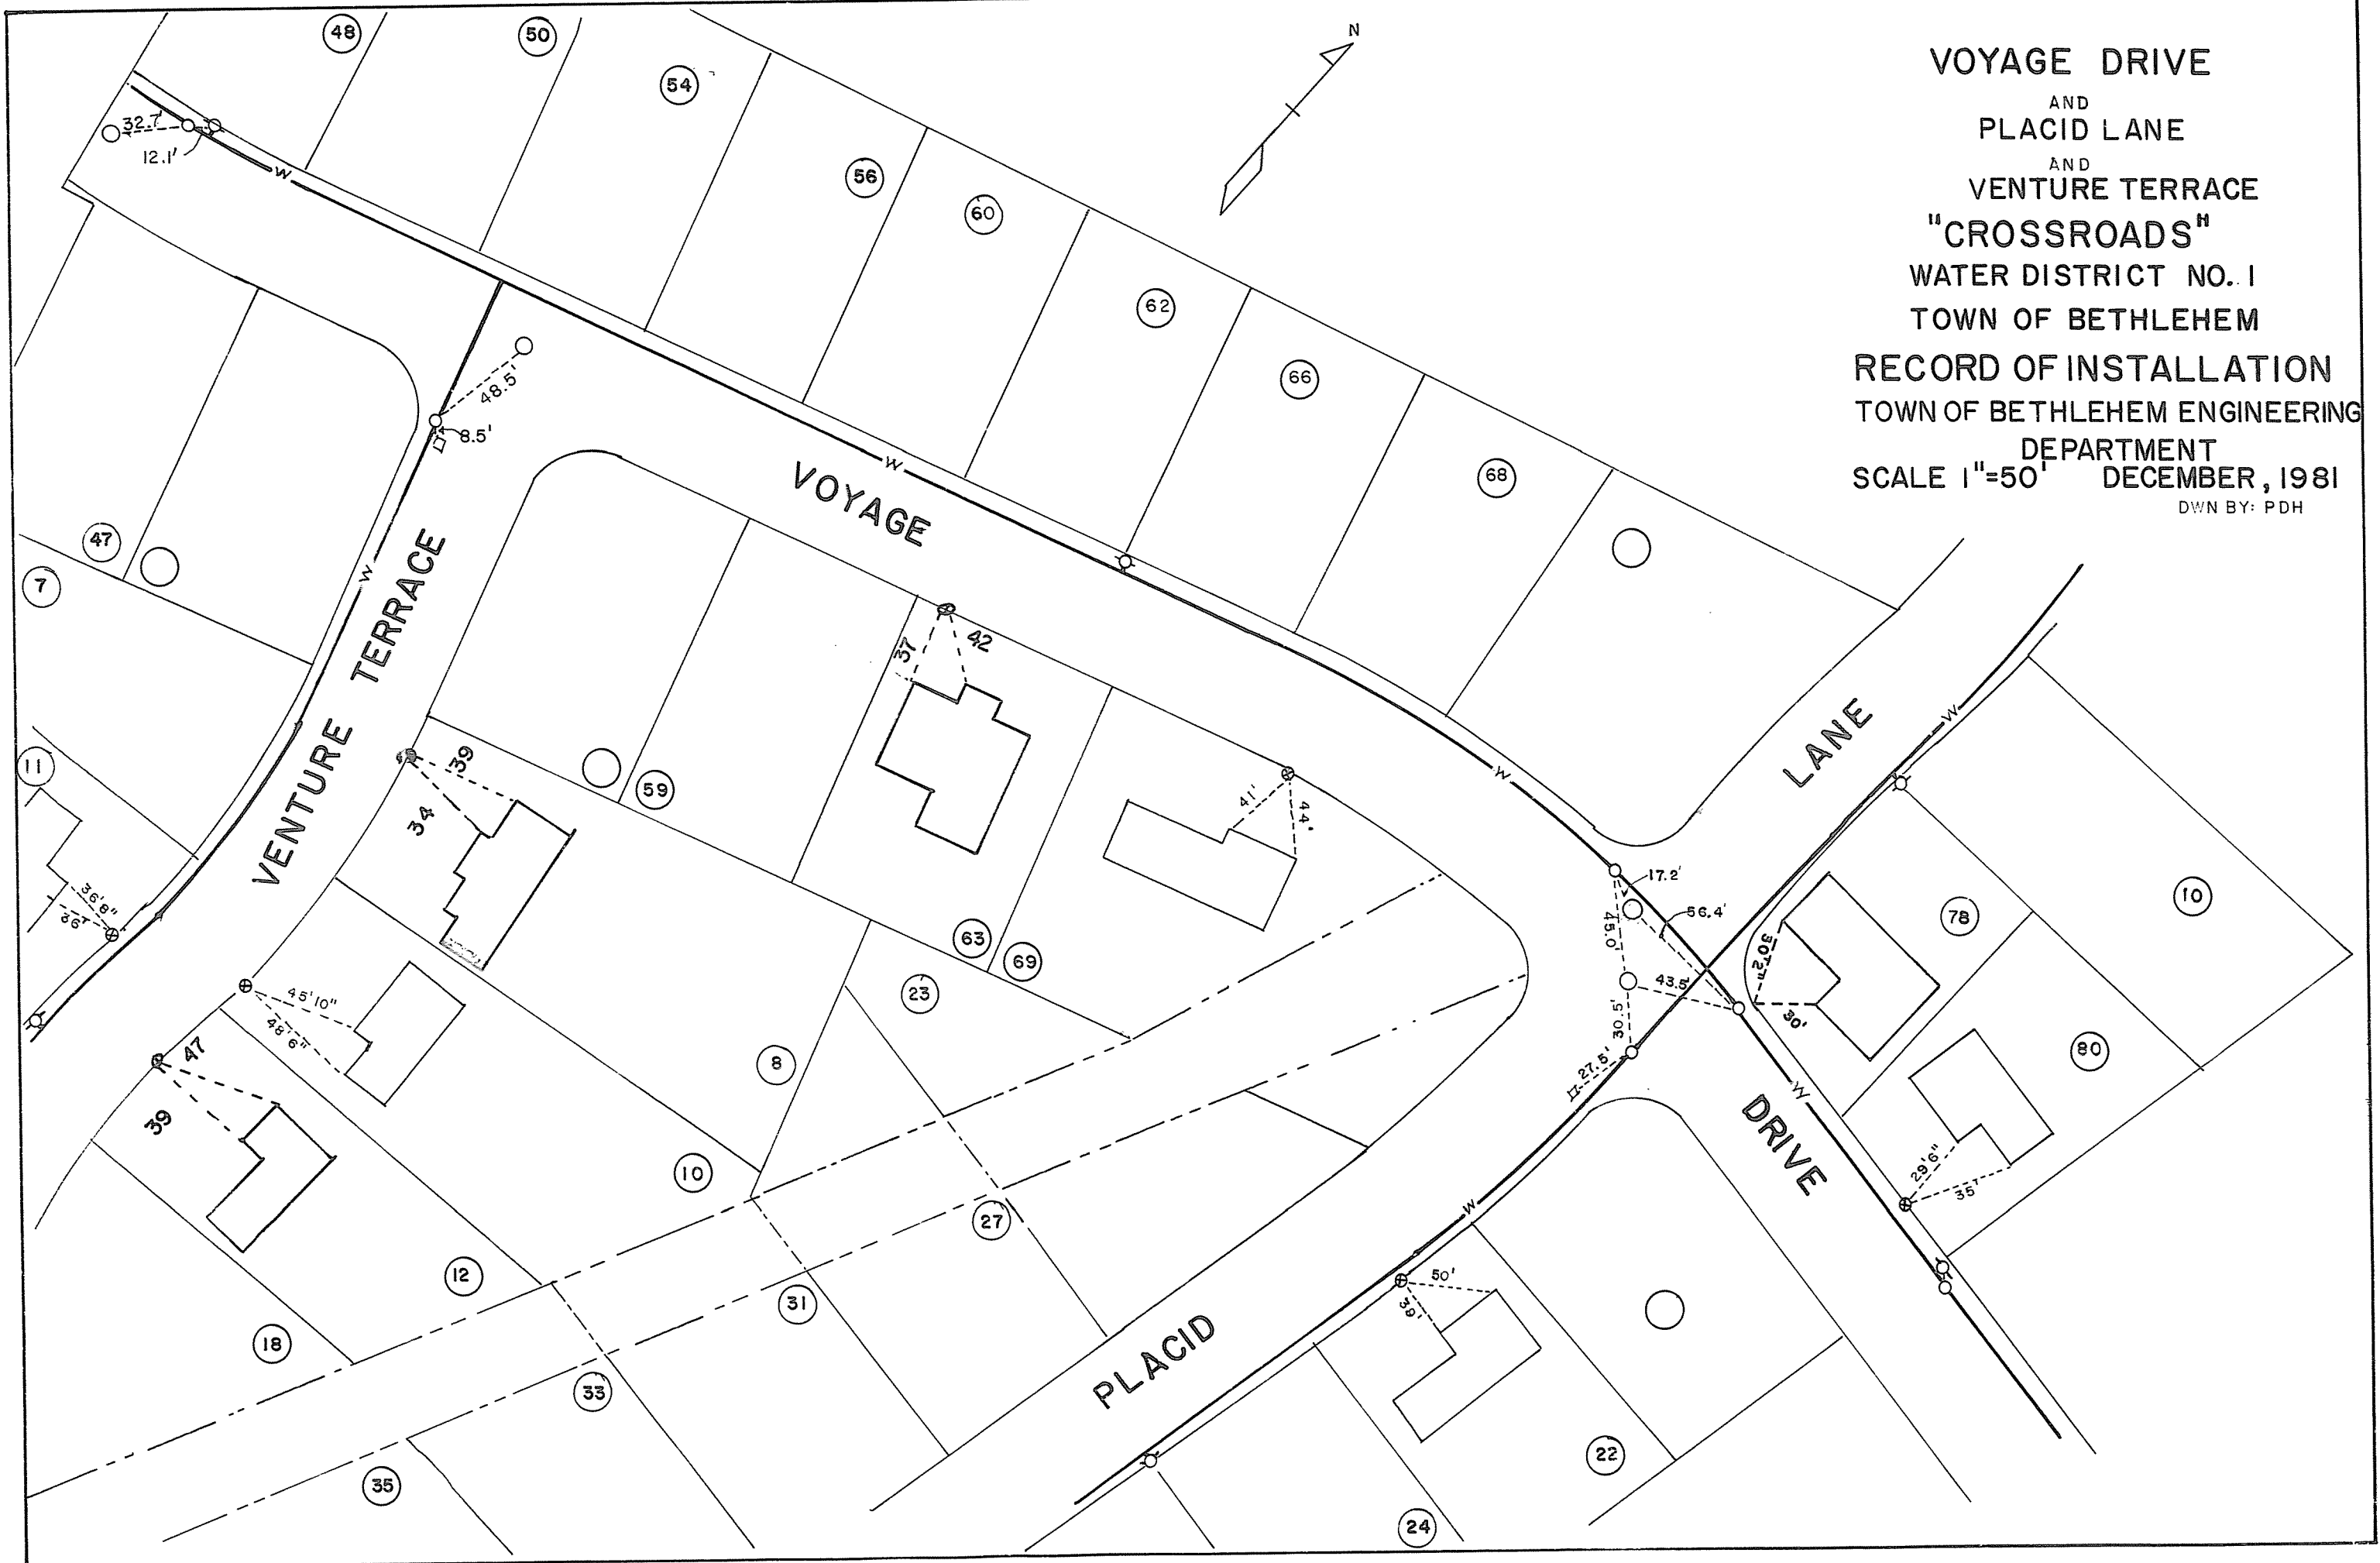 VOYAGE DRIVE
AND
PLACID LANE
AND
VENTURE TERRACE
"CROSSROADS"
WATER DISTRICT NO. 1
TOWN OF BETHLEHEM
RECORD OF INSTALLATION
TOWN OF BETHLEHEM ENGINEERING
DEPARTMENT
SCALE 1"=50' DECEMBER, 1981
DWN BY: PDH
N
48
50
54
56
60
62
66
68
32.7'
12.1'
W
48.5'
8.5'
W
VOYAGE
W
47
7
11
VENTURE TERRACE
37
42
39
34
59
63
69
41'
44'
W
LANE
W
17.2'
56.4'
45.0'
43.5'
30.5'
27.5'
30'2"
30'
78
10
80
W
DRIVE
29'6"
35'
36'8"
36'
45'10"
48'6"
47
39
23
8
10
27
12
31
18
33
35
PLACID
W
50'
39'
22
24